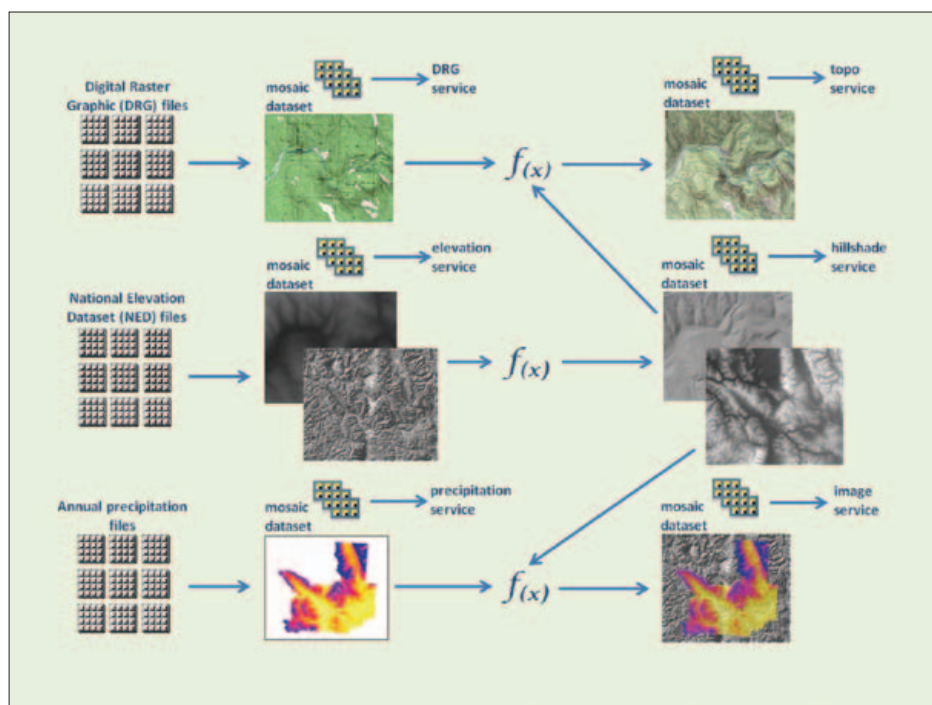 Digital Raster
Graphic (DRG) files
mosaic
dataset
DRG
service
f(x)
mosaic
dataset
topo
service
National Elevation
Dataset (NED) files
mosaic
dataset
elevation
service
f(x)
mosaic
dataset
hillshade
service
Annual precipitation
files
mosaic
dataset
precipitation
service
f(x)
mosaic
dataset
image
service